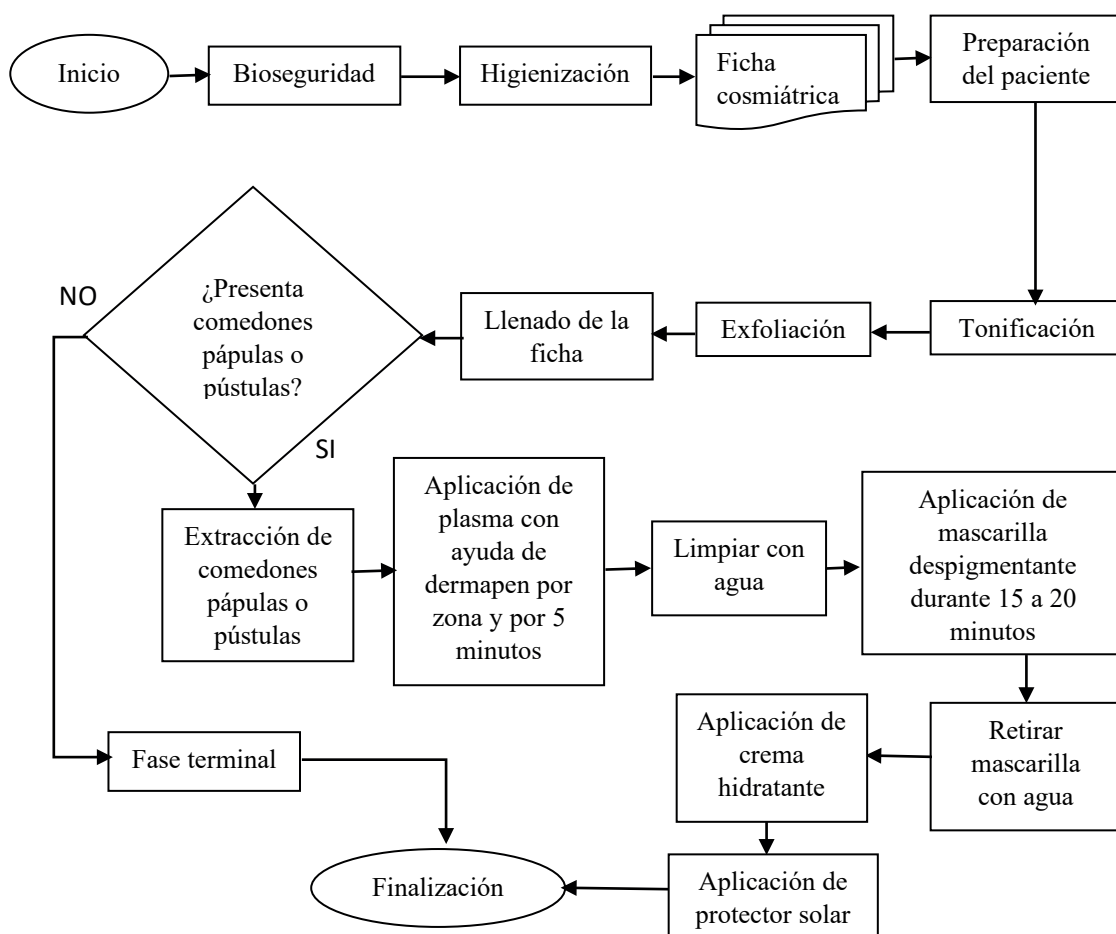 Inicio
Bioseguridad
Higienización
Ficha
cosmiátrica
Preparación
del paciente
Tonificación
Exfoliación
Llenado de la
ficha
¿Presenta
comedones
pápulas o
pústulas?
NO
SI
Extracción de
comedones
pápulas o
pústulas
Aplicación de
plasma con
ayuda de
dermapen por
zona y por 5
minutos
Limpiar con
agua
Aplicación de
mascarilla
despigmentante
durante 15 a 20
minutos
Retirar
mascarilla
con agua
Aplicación de
crema
hidratante
Aplicación de
protector solar
Fase terminal
Finalización